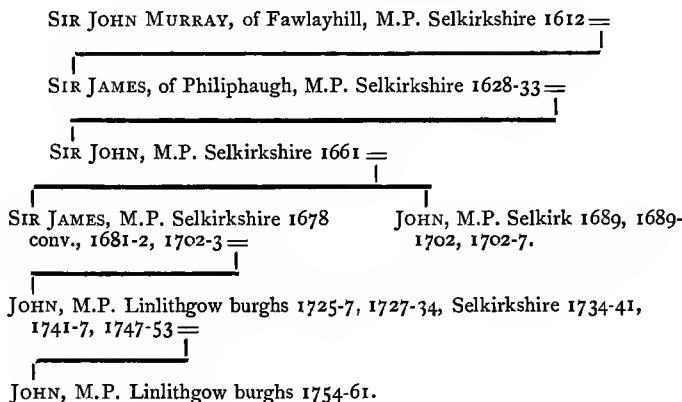 SIR JOHN MURRAY, of Fawlayhill, M.P. Selkirkshire 1612=
SIR JAMES, of Philiphaugh, M.P. Selkirkshire 1628-33=
SIR JOHN, M.P. Selkirkshire 1661=
SIR JAMES, M.P. Selkirkshire 1678
conv., 1681-2, 1702-3=
JOHN, M.P. Selkirk 1689, 1689-
1702, 1702-7.
JOHN, M.P. Linlithgow burghs 1725-7, 1727-34, Selkirkshire 1734-41,
1741-7, 1747-53=
JOHN, M.P. Linlithgow burghs 1754-61.